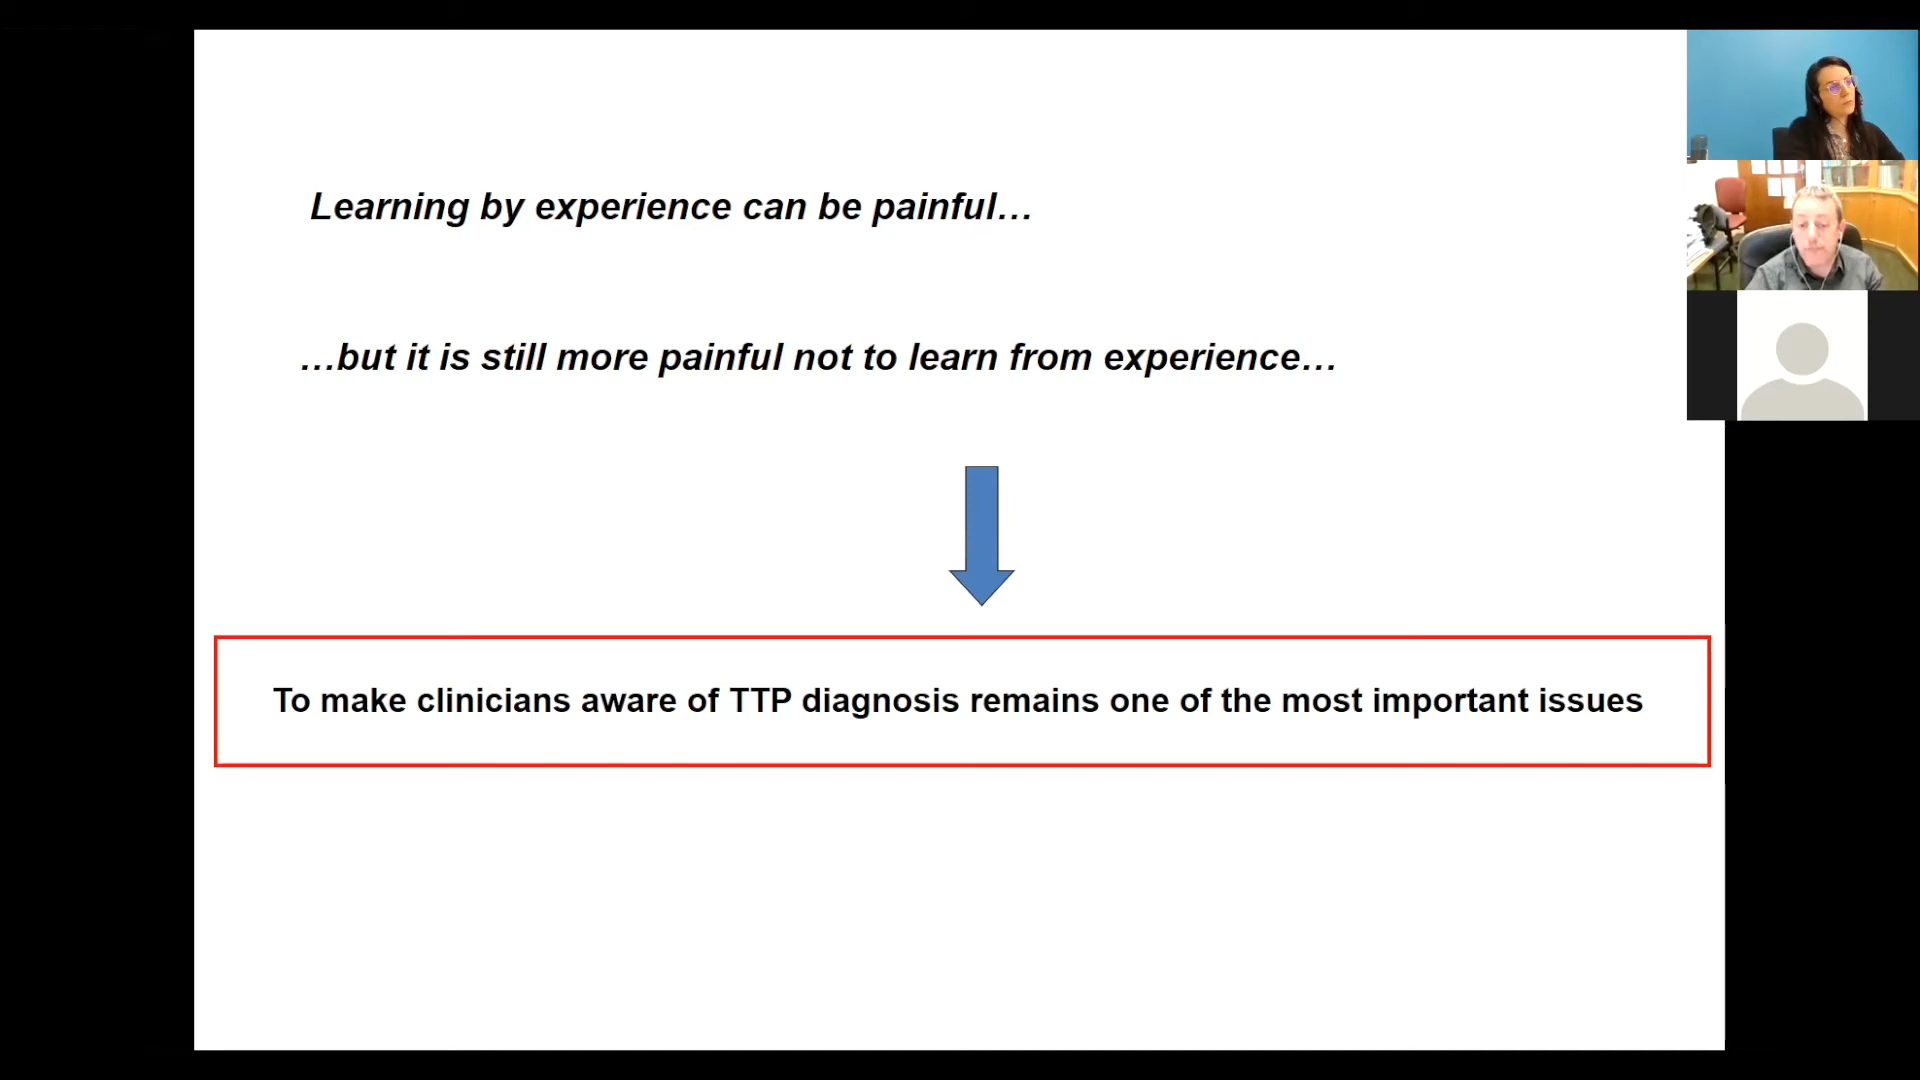 Learning by experience can be painful…
…but it is still more painful not to learn from experience…
To make clinicians aware of TTP diagnosis remains one of the most important issues